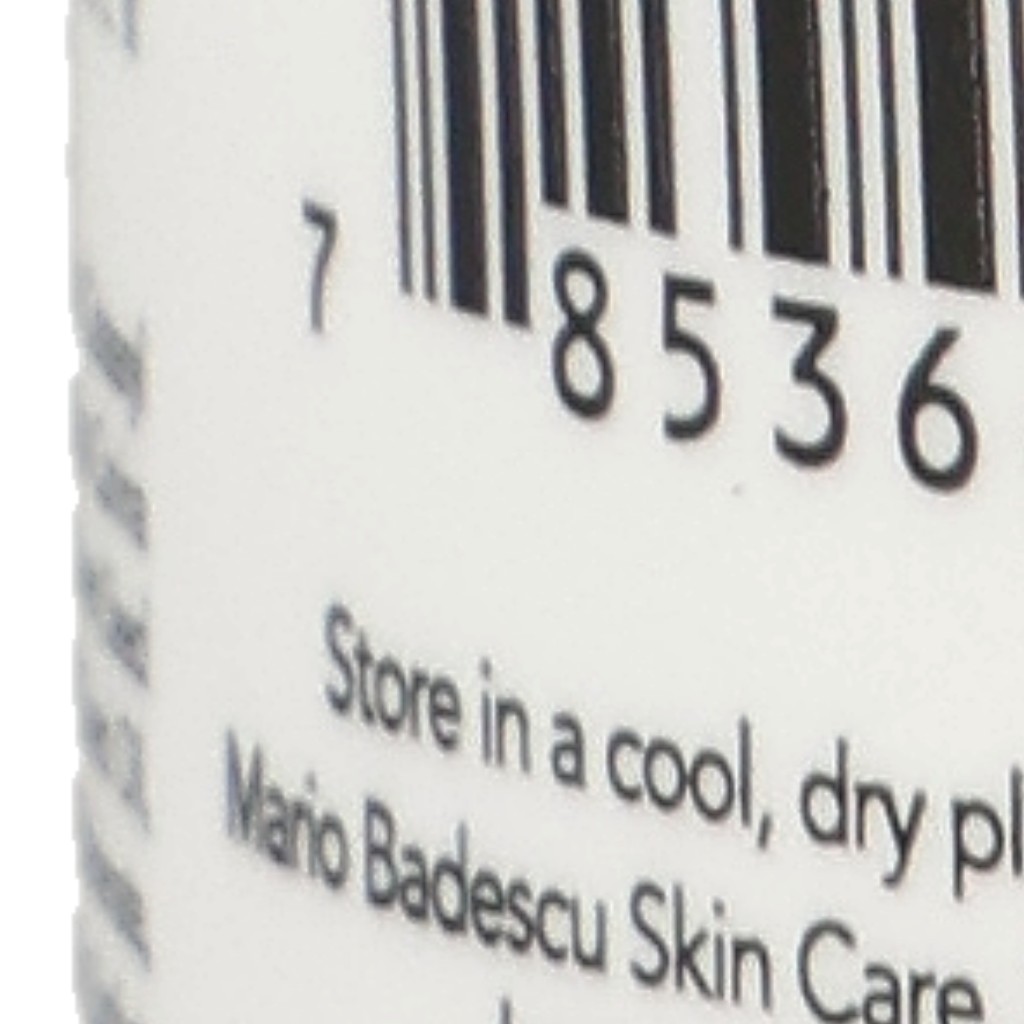 7 8536
Store in a cool, dry pl
Mario Badescu Skin Care